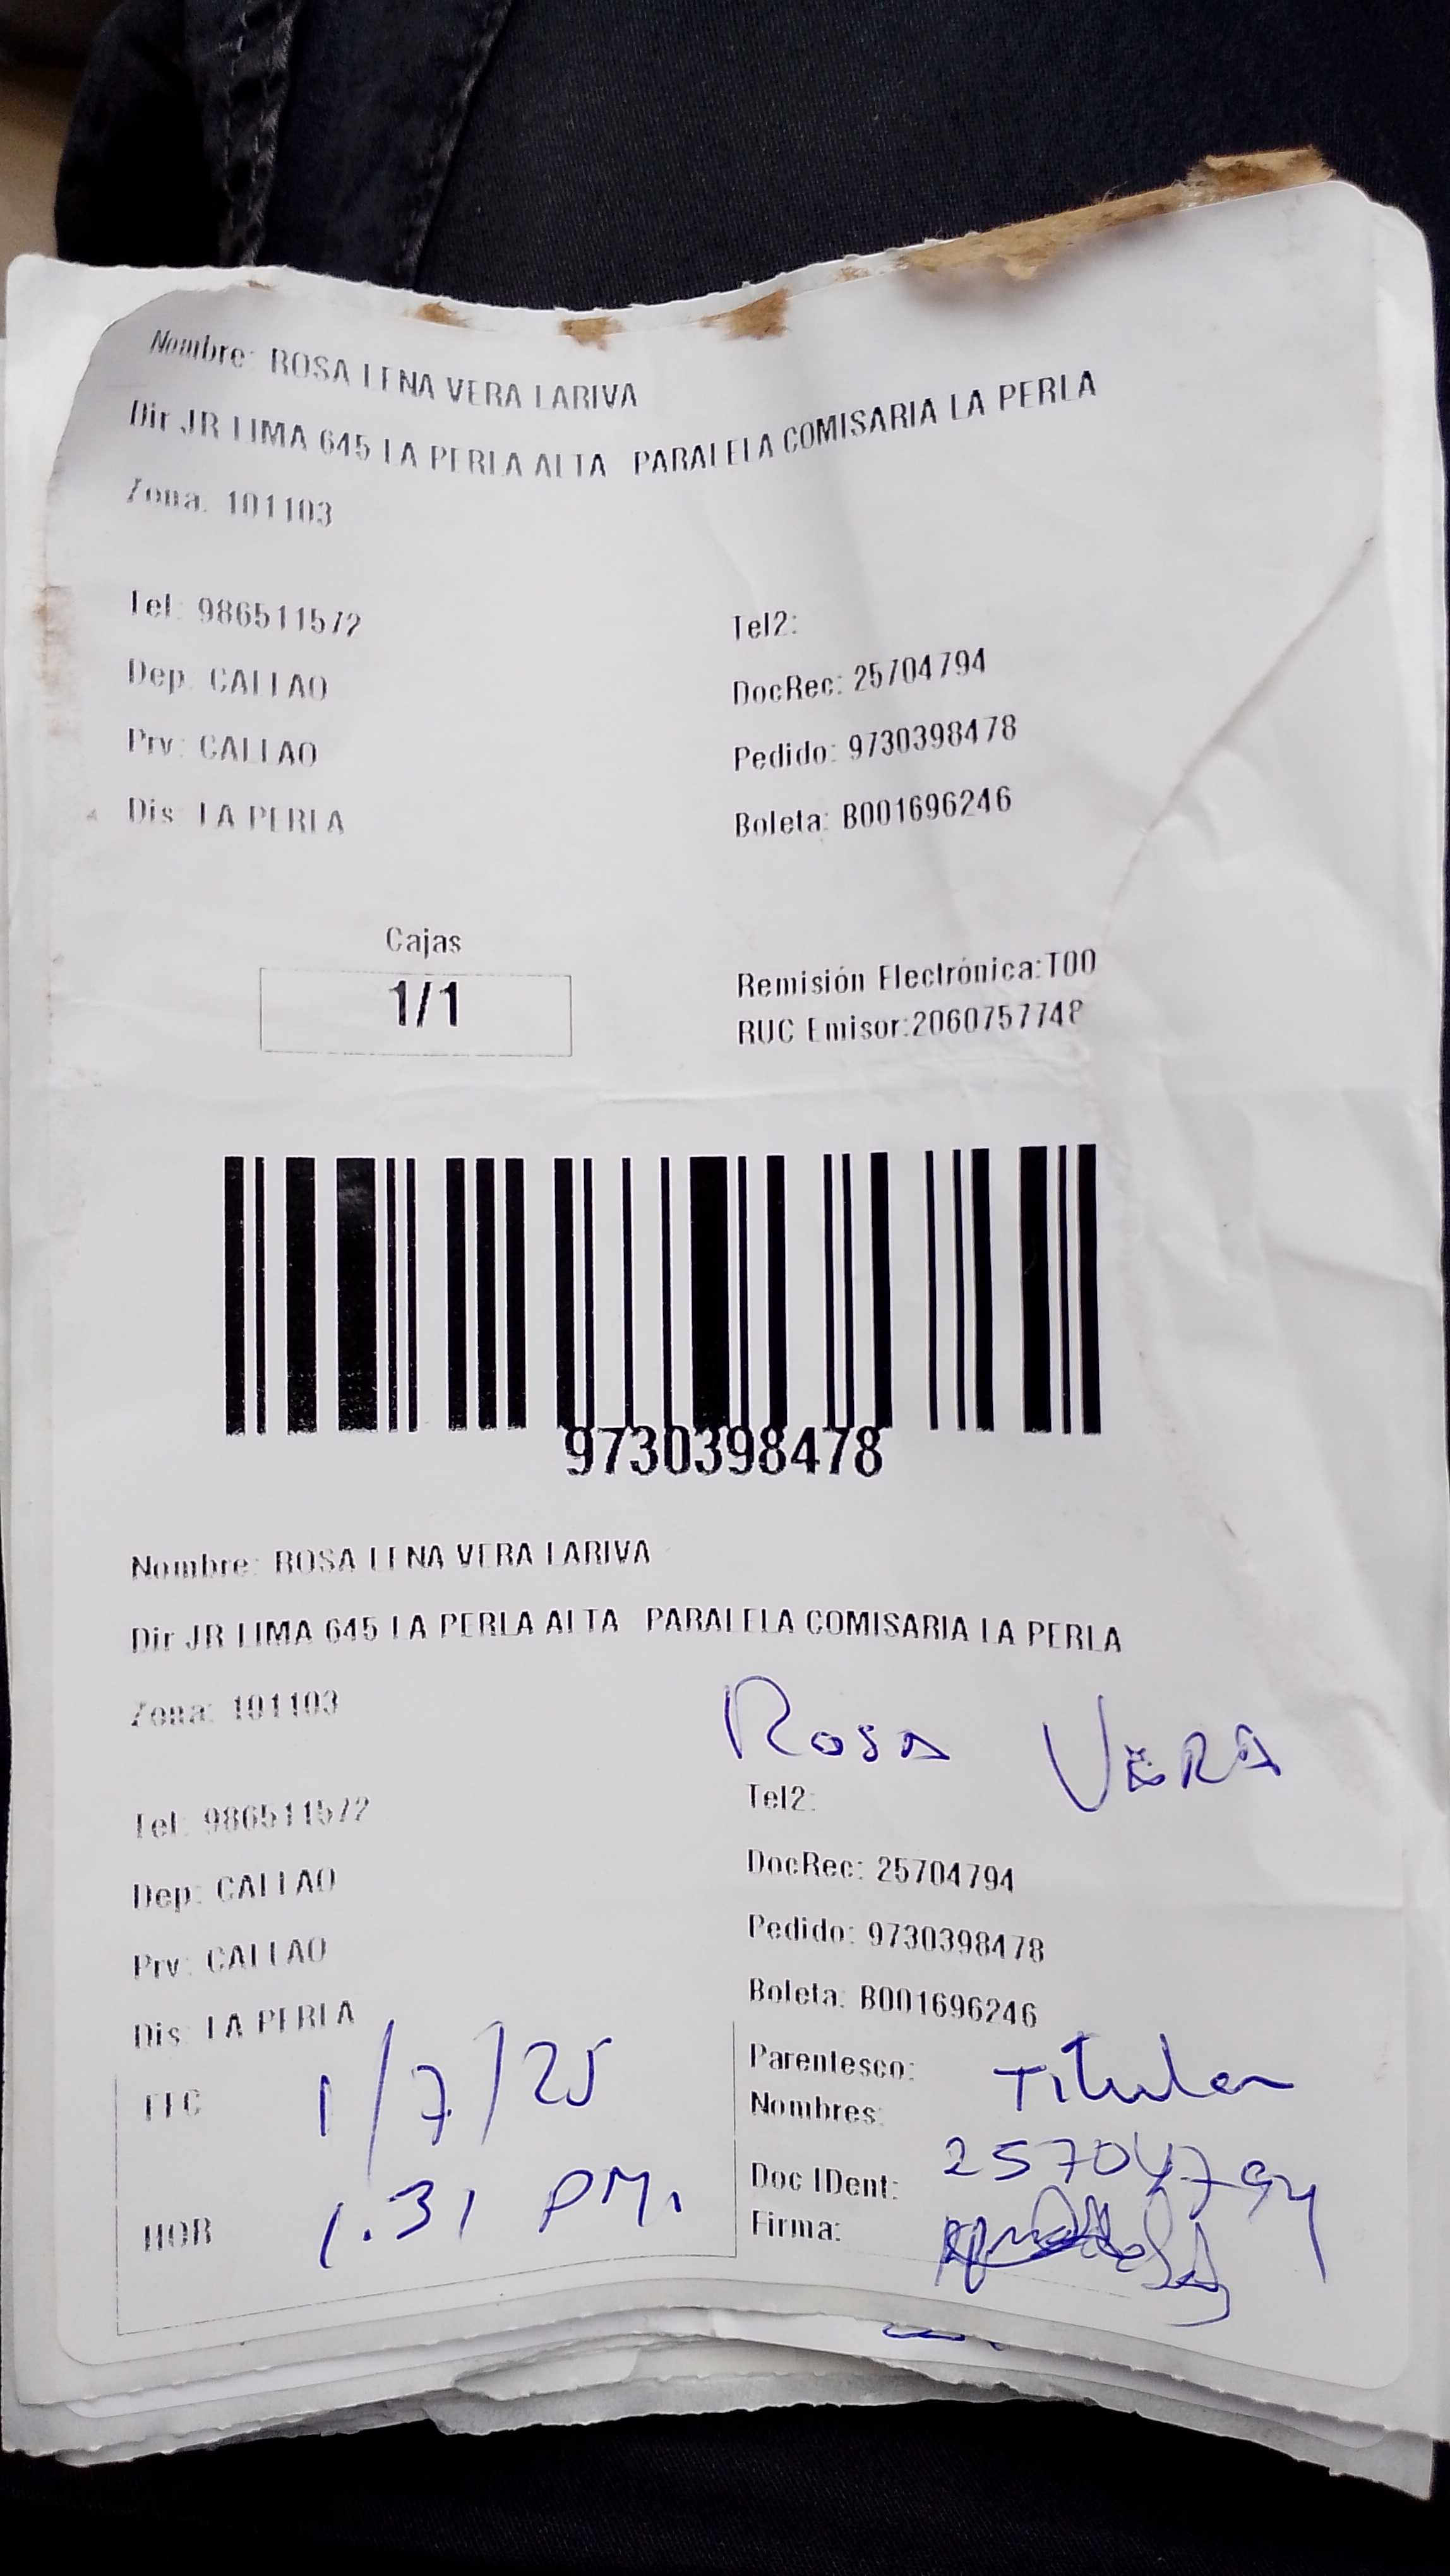 Nombre: ROSA LENA VERA LARIVA
Dir JR LIMA 645 LA PERLA ALTA PARALELA COMISARIA LA PERLA
Zona: 101103
Tel: 986511572 Tel2:
Dep: CALLAO DocRec: 25704794
Prv: CALLAO Pedido: 9730398478
Dis: LA PERLA Boleta: B001696246
Cajas
1/1
Remisión Electrónica:T00
RUC Emisor:2060757748
9730398478
Nombre: ROSA LENA VERA LARIVA
Dir JR LIMA 645 LA PERLA ALTA PARALELA COMISARIA LA PERLA
Zona: 101103
ROSA VERA
Tel: 986511572 Tel2:
Dep: CALLAO DocRec: 25704794
Prv: CALLAO Pedido: 9730398478
Dis: LA PERLA Boleta: B001696246
FEC 1/7/25
Parentesco: Titular
Nombres:
Doc IDent: 25704794
HOR 1.31 PM.
Firma: